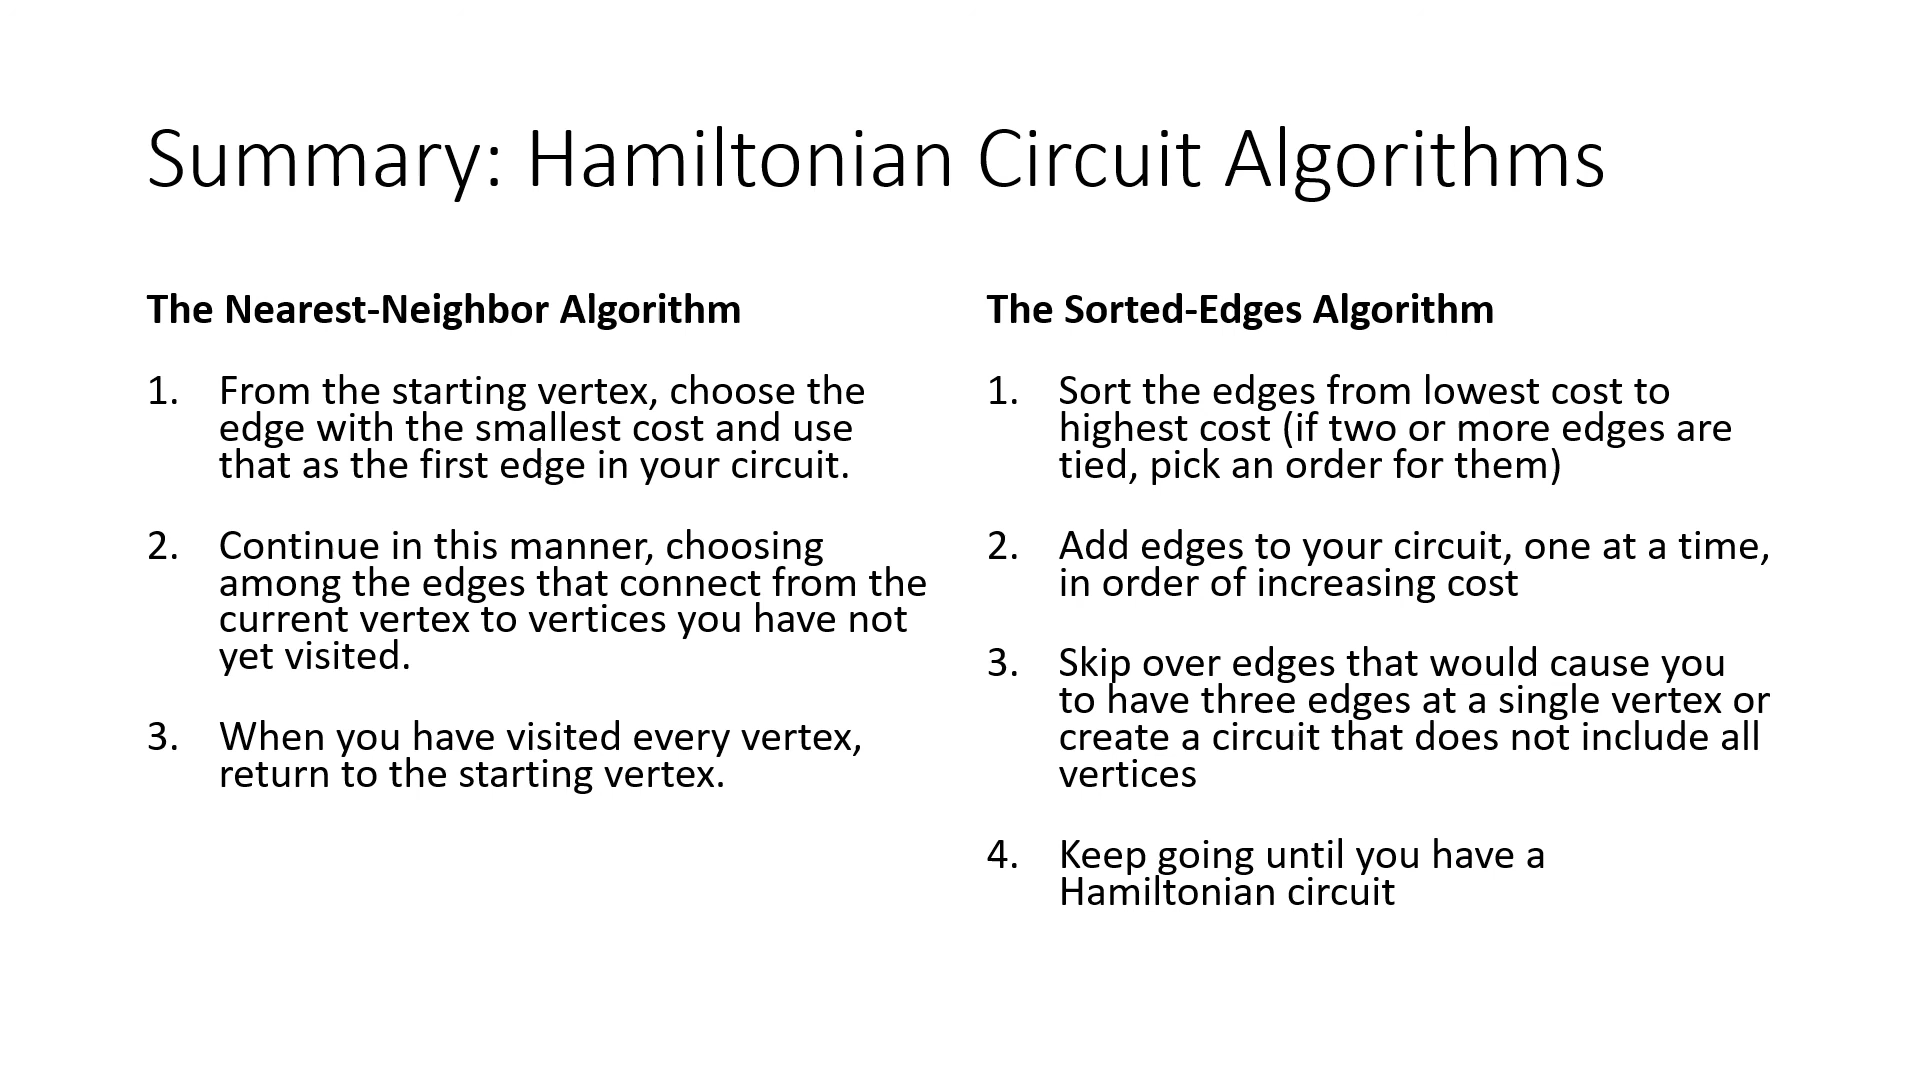 Summary: Hamiltonian Circuit Algorithms
The Nearest-Neighbor Algorithm
1. From the starting vertex, choose the
edge with the smallest cost and use
that as the first edge in your circuit.
2. Continue in this manner, choosing
among the edges that connect from the
current vertex to vertices you have not
yet visited.
3. When you have visited every vertex,
return to the starting vertex.
The Sorted-Edges Algorithm
1. Sort the edges from lowest cost to
highest cost (if two or more edges are
tied, pick an order for them)
2. Add edges to your circuit, one at a time,
in order of increasing cost
3. Skip over edges that would cause you
to have three edges at a single vertex or
create a circuit that does not include all
vertices
4. Keep going until you have a
Hamiltonian circuit